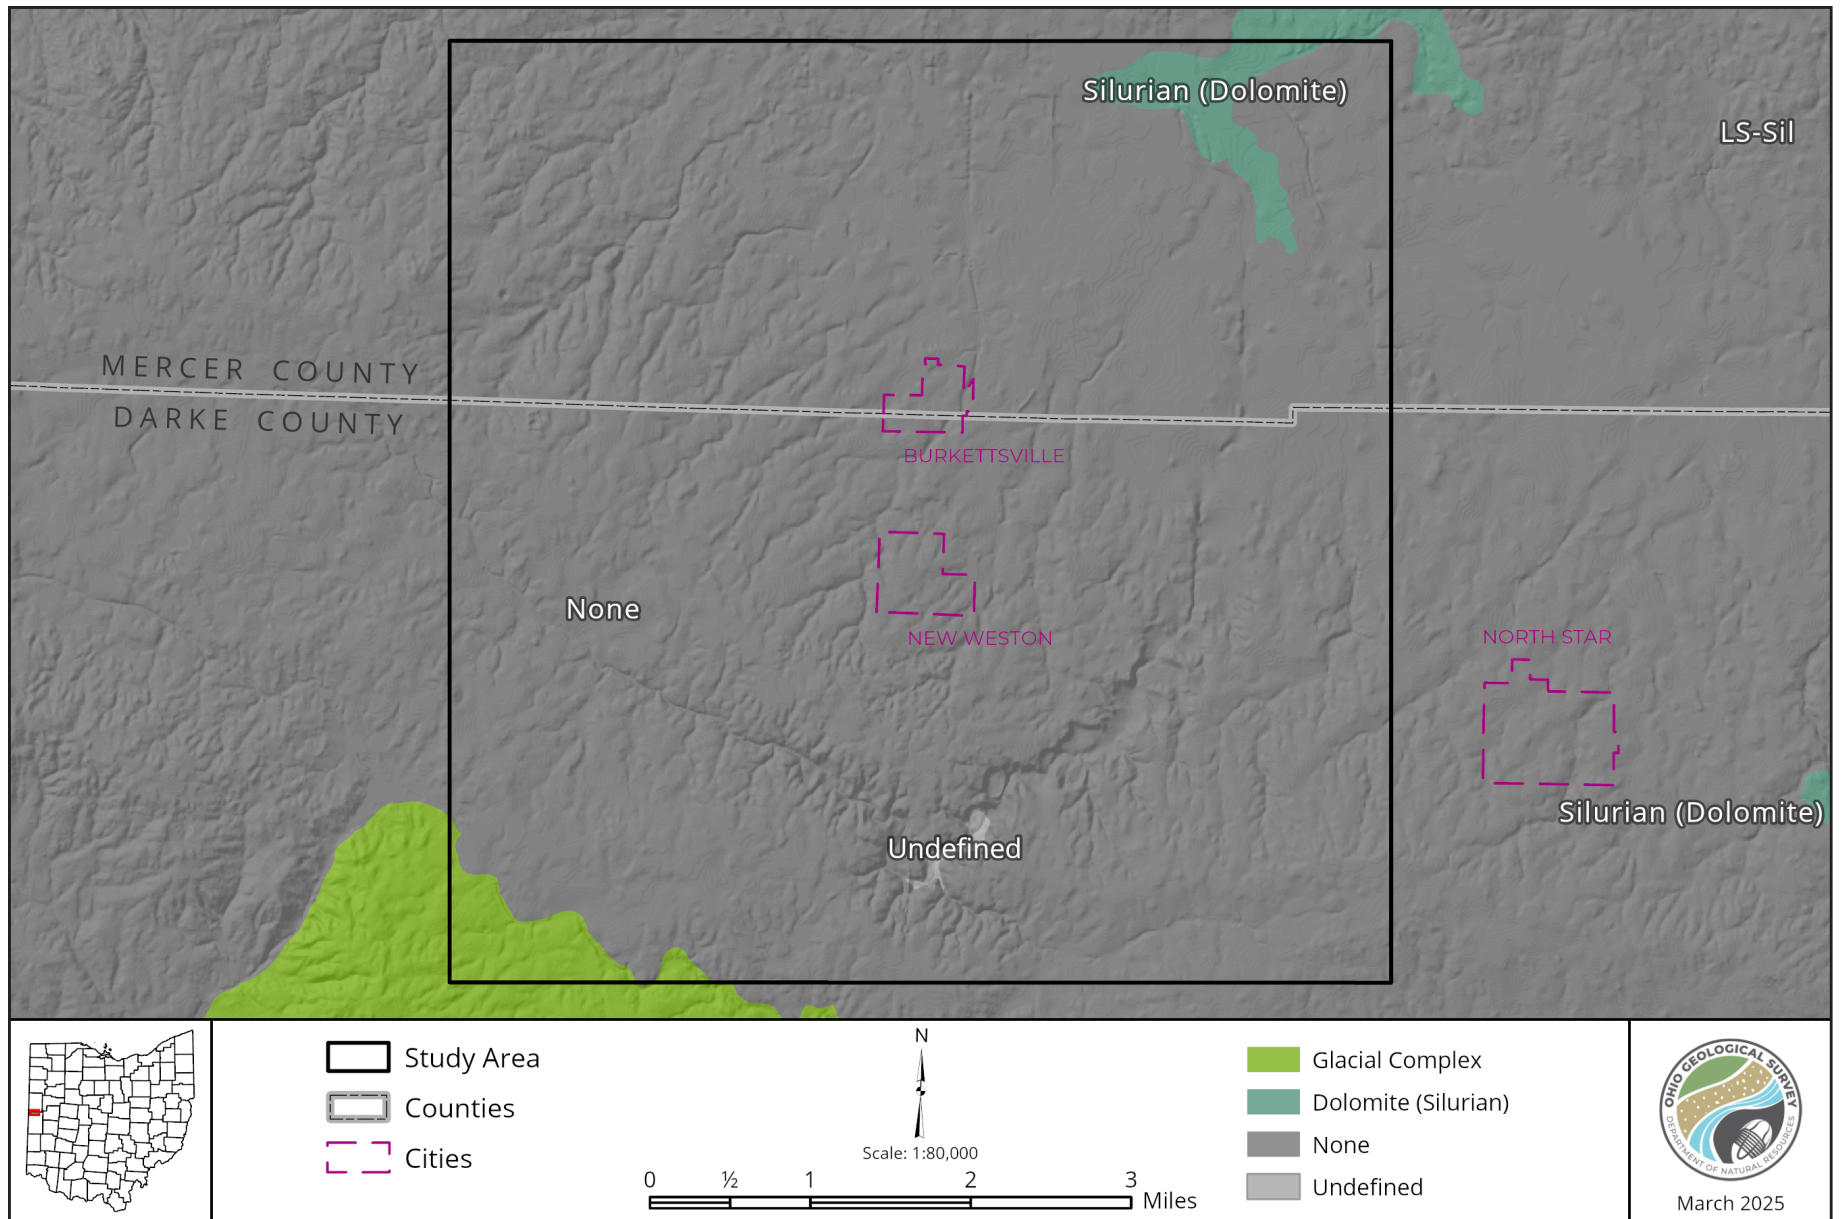 Silurian (Dolomite)
LS-Sil
MERCER COUNTY
DARKE COUNTY
BURKETTSVILLE
None
NEW WESTON
NORTH STAR
Silurian (Dolomite)
Undefined
Study Area
Counties
Cities
N
Scale: 1:80,000
0 ½ 1 2 3 Miles
Glacial Complex
Dolomite (Silurian)
None
Undefined
OHIO GEOLOGICAL SURVEY
DEPARTMENT OF NATURAL RESOURCES
March 2025